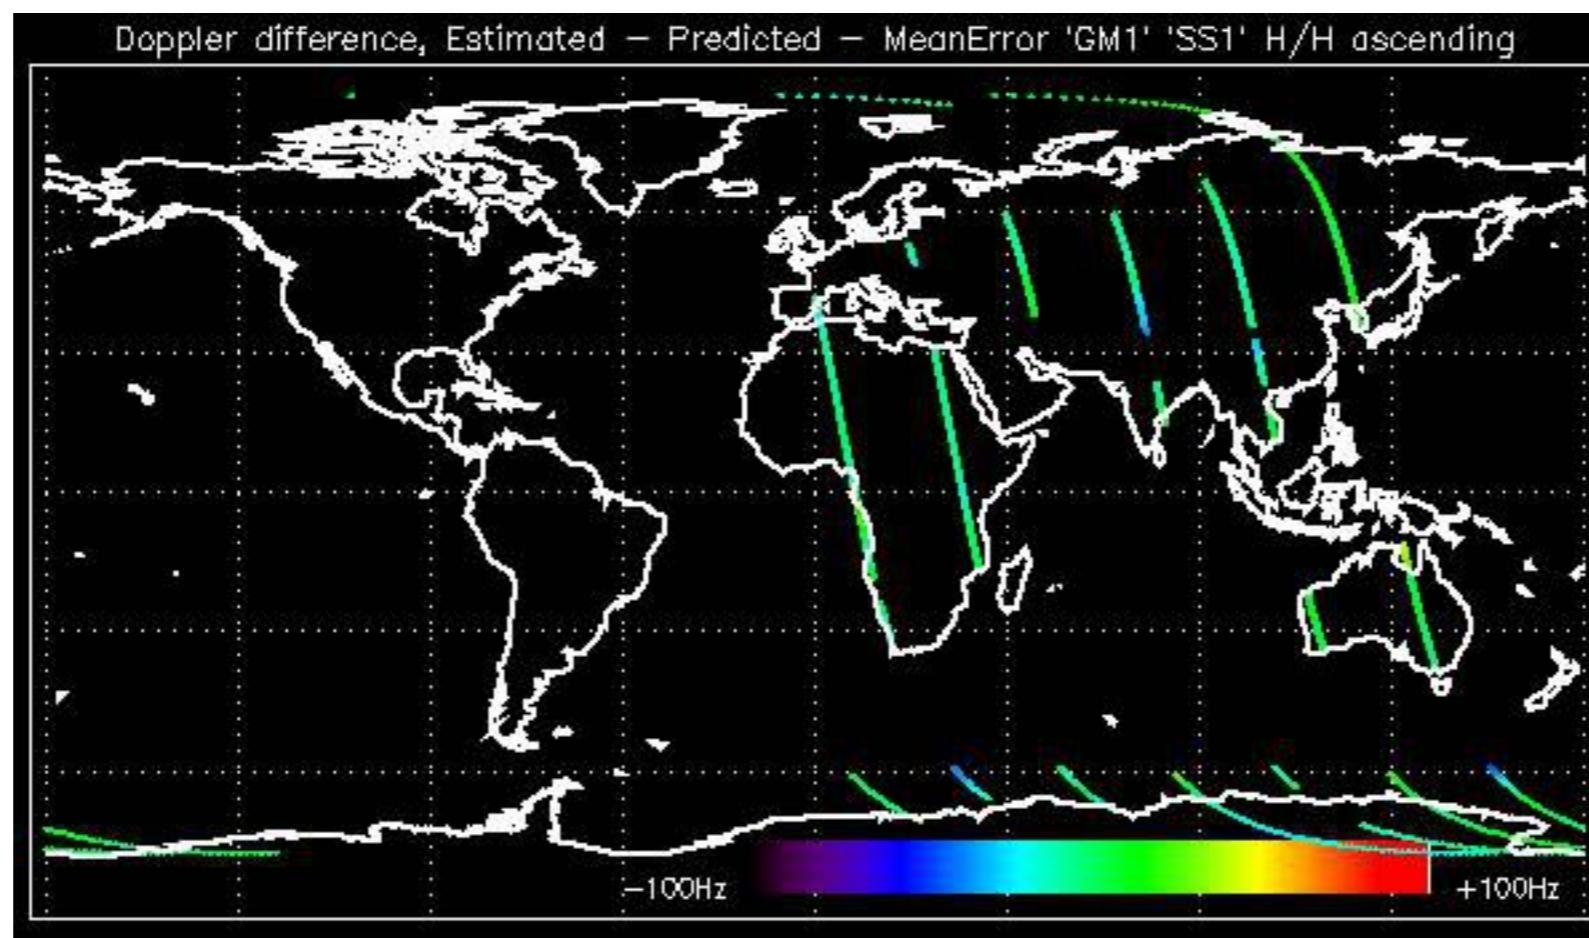 Doppler difference, Estimated — Predicted — MeanError 'GM1' 'SS1' H/H ascending
—100Hz +100Hz